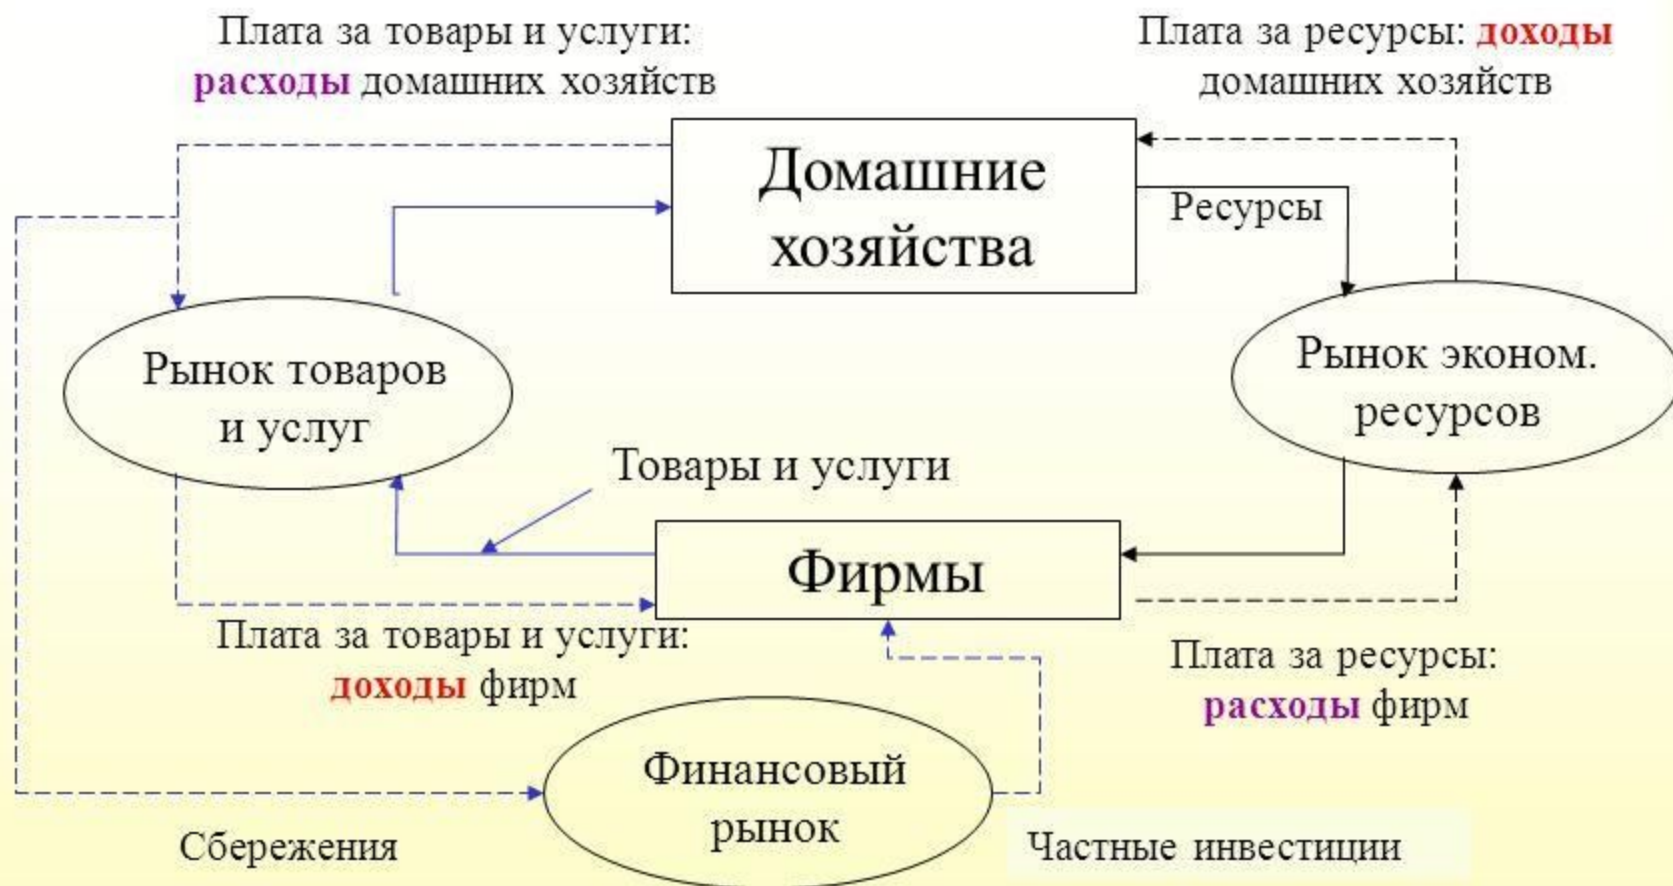 Плата за товары и услуги:
расходы домашних хозяйств
Плата за ресурсы: доходы
домашних хозяйств
Домашние
хозяйства
Ресурсы
Рынок товаров
и услуг
Рынок эконом.
ресурсов
Товары и услуги
Фирмы
Плата за товары и услуги:
доходы фирм
Плата за ресурсы:
расходы фирм
Финансовый
рынок
Сбережения
Частные инвестиции